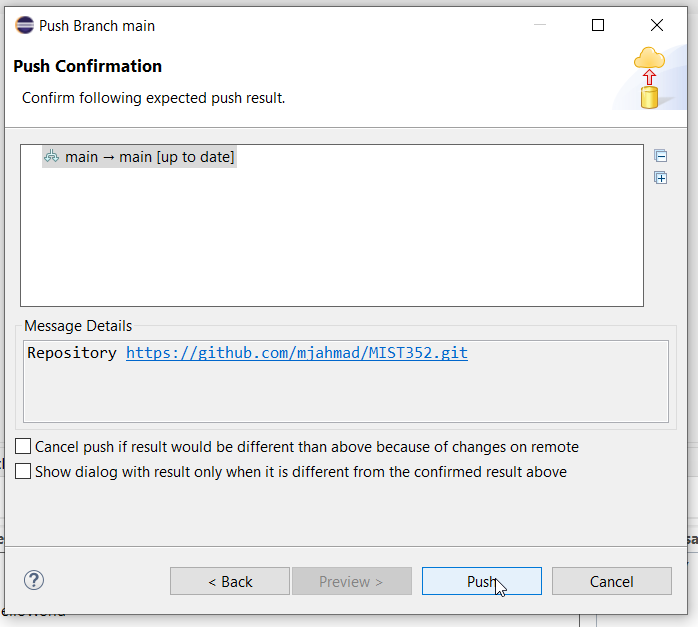 Push Branch main
Push Confirmation
Confirm following expected push result.
main → main [up to date]
Message Details
Repository https://github.com/mjahmad/MIST352.git
Cancel push if result would be different than above because of changes on remote
Show dialog with result only when it is different from the confirmed result above
< Back
Preview >
Push
Cancel